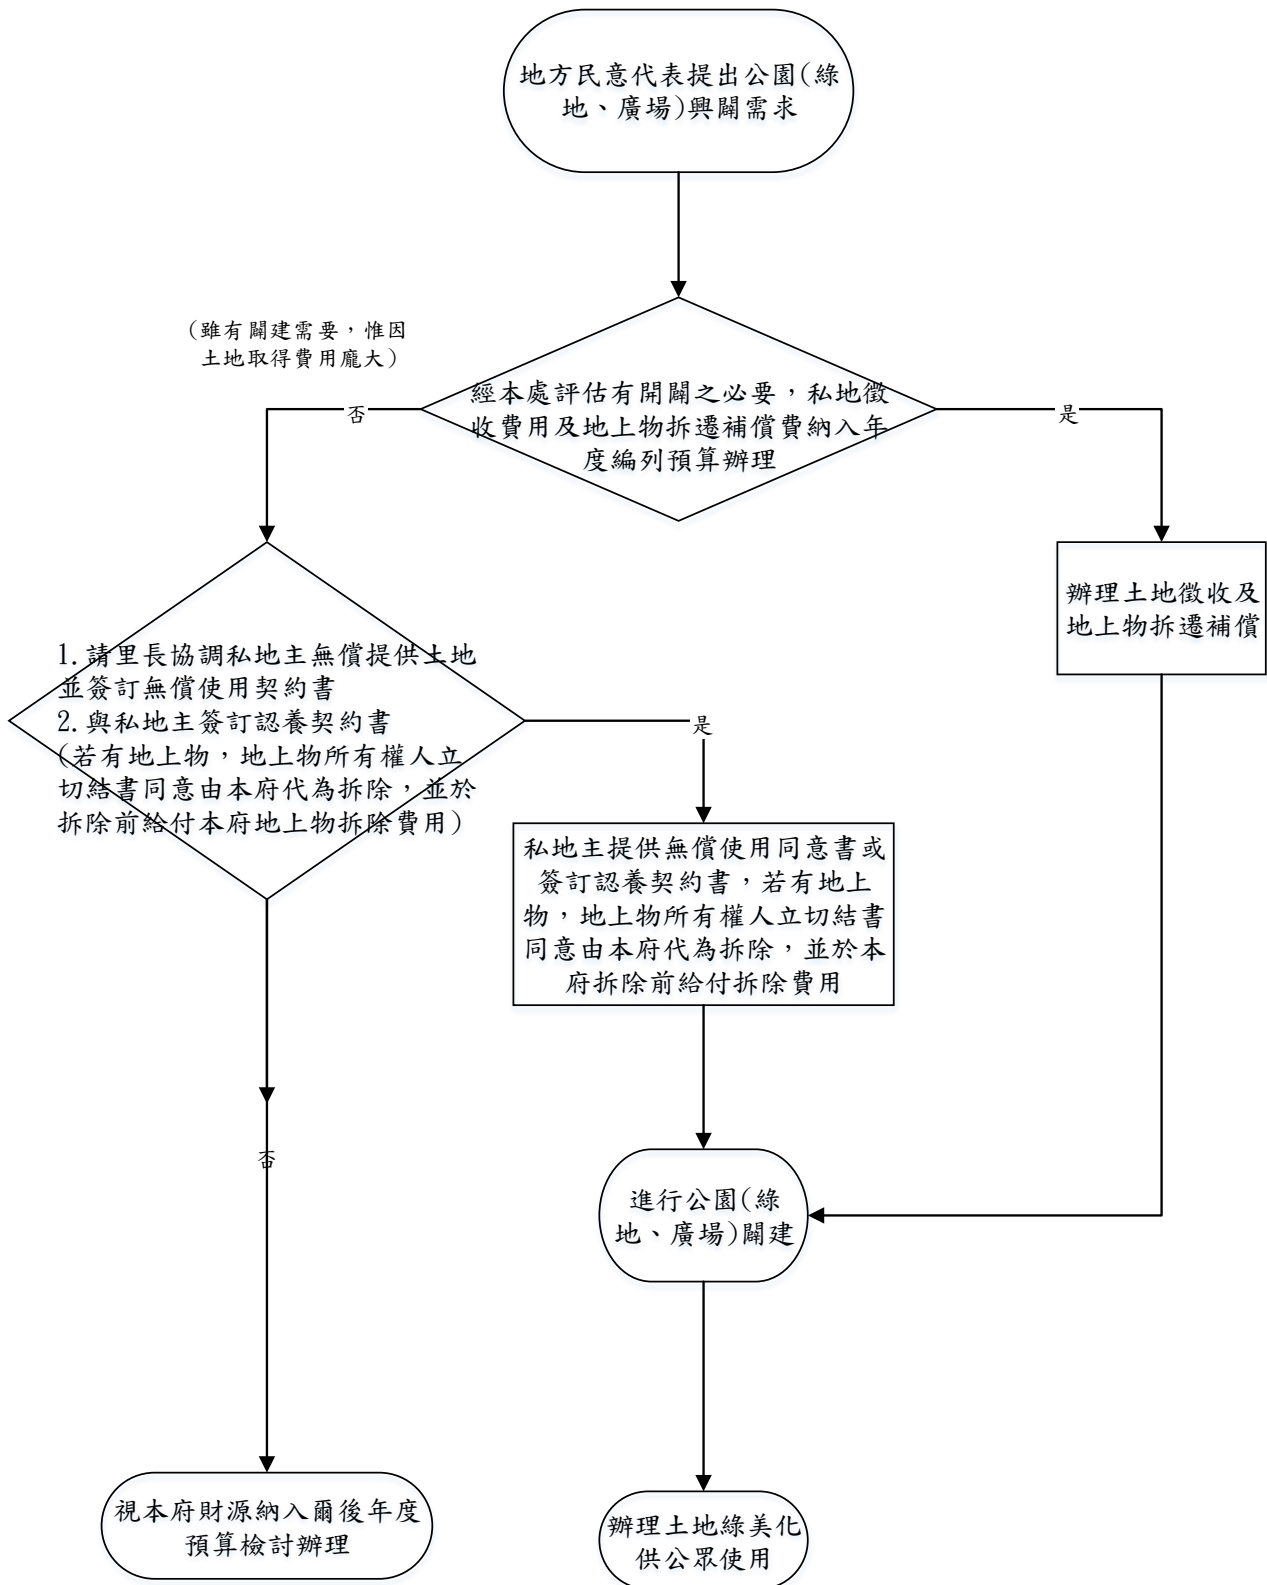 地方民意代表提出公園(綠
地、廣場)興闢需求
(雖有闢建需要，惟因
土地取得費用龐大)
經本處評估有開闢之必要，私地徵
收費用及地上物拆遷補償費納入年
度編列預算辦理
否
是
辦理土地徵收及
地上物拆遷補償
1.請里長協調私地主無償提供土地
並簽訂無償使用契約書
2.與私地主簽訂認養契約書
(若有地上物，地上物所有權人立
切結書同意由本府代為拆除，並於
拆除前給付本府地上物拆除費用)
是
私地主提供無償使用同意書或
簽訂認養契約書，若有地上
物，地上物所有權人立切結書
同意由本府代為拆除，並於本
府拆除前給付拆除費用
否
進行公園(綠
地、廣場)闢建
視本府財源納入爾後年度
預算檢討辦理
辦理土地綠美化
供公眾使用